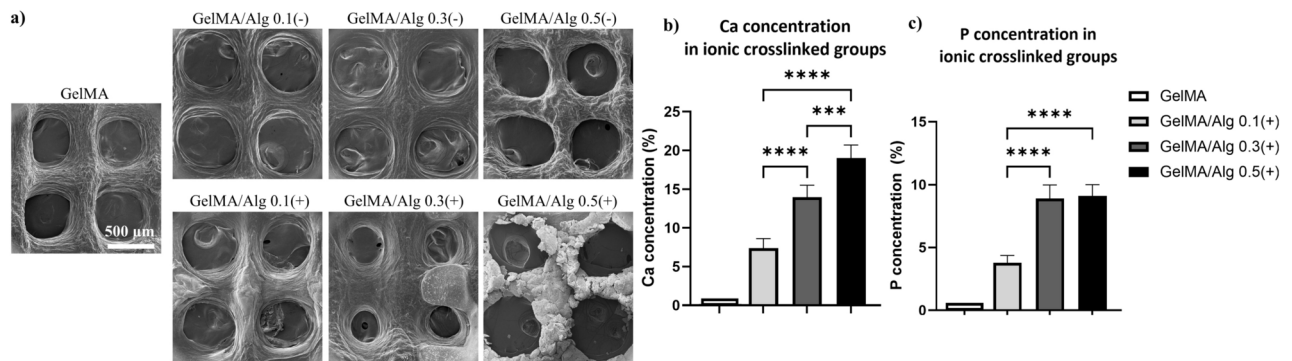 a)
GelMA
500 µm
GelMA/Alg 0.1(-)
GelMA/Alg 0.3(-)
GelMA/Alg 0.5(-)
GelMA/Alg 0.1(+)
GelMA/Alg 0.3(+)
GelMA/Alg 0.5(+)
b)
Ca concentration
in ionic crosslinked groups
Ca concentration (%)
25
20
15
10
5
0
****
***
****
c)
P concentration in
ionic crosslinked groups
P concentration (%)
15
10
5
0
****
****
GelMA
GelMA/Alg 0.1(+)
GelMA/Alg 0.3(+)
GelMA/Alg 0.5(+)